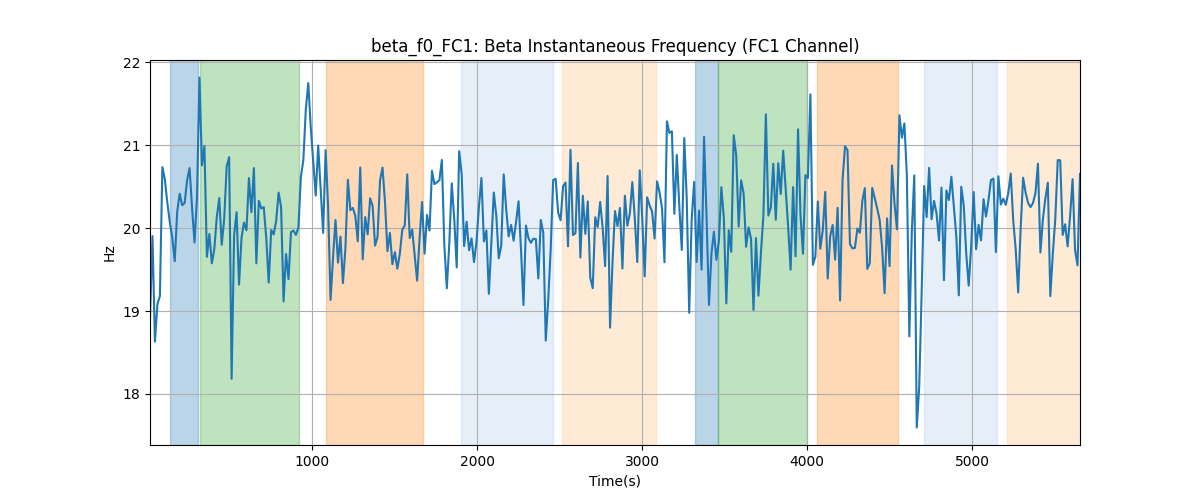 beta_f0_FC1: Beta Instantaneous Frequency (FC1 Channel)
22
21
20
19
18
Hz
1000 2000 3000 4000 5000
Time(s)